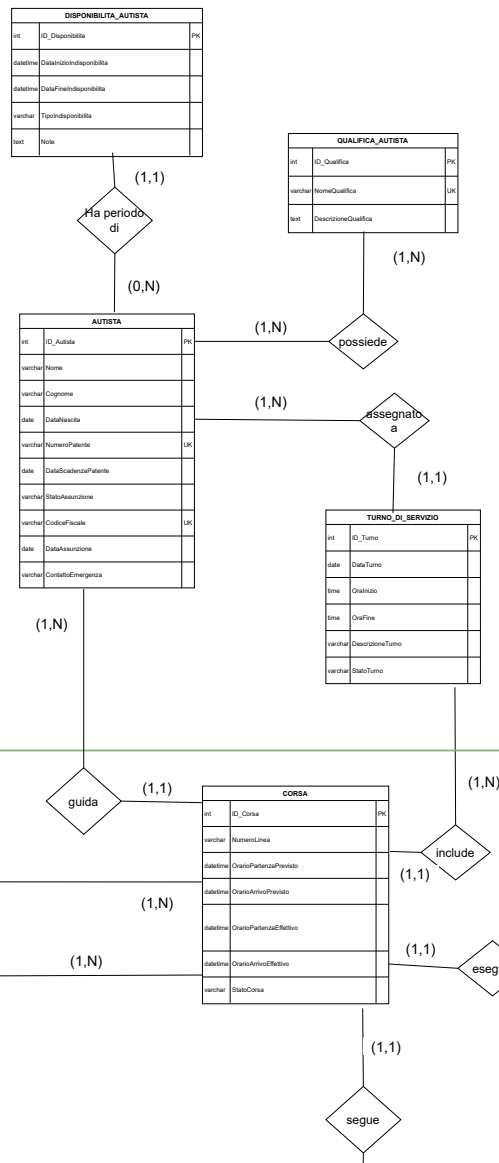 DISPONIBILITA_AUTISTA
int ID_Disponibilita PK
datetime DataInizioIndisponibilita
datetime DataFineIndisponibilita
varchar TipoIndisponibilita
text Note
(1,1)
Ha periodo
di
(0,N)
QUALIFICA_AUTISTA
int ID_Qualifica PK
varchar NomeQualifica UK
text DescrizioneQualifica
(1,N)
(1,N)
possiede
AUTISTA
int ID_Autista PK
varchar Nome
varchar Cognome
date DataNascita
varchar NumeroPatente UK
date DataScadenzaPatente
varchar StatoAssunzione
varchar CodiceFiscale UK
date DataAssunzione
varchar ContattoEmergenza
(1,N)
assegnato
a
(1,1)
TURNO_DI_SERVIZIO
int ID_Turno PK
date DataTurno
time OraInizio
time OraFine
varchar DescrizioneTurno
varchar StatoTurno
(1,N)
guida
(1,1)
(1,N)
include
(1,1)
CORSA
int ID_Corsa PK
varchar NumeroLinea
datetime OrarioPartenzaPrevisto
datetime OrarioArrivoPrevisto
datetime OrarioPartenzaEffettivo
datetime OrarioArrivoEffettivo
varchar StatoCorsa
(1,N)
(1,N)
(1,1)
eseg
(1,1)
segue